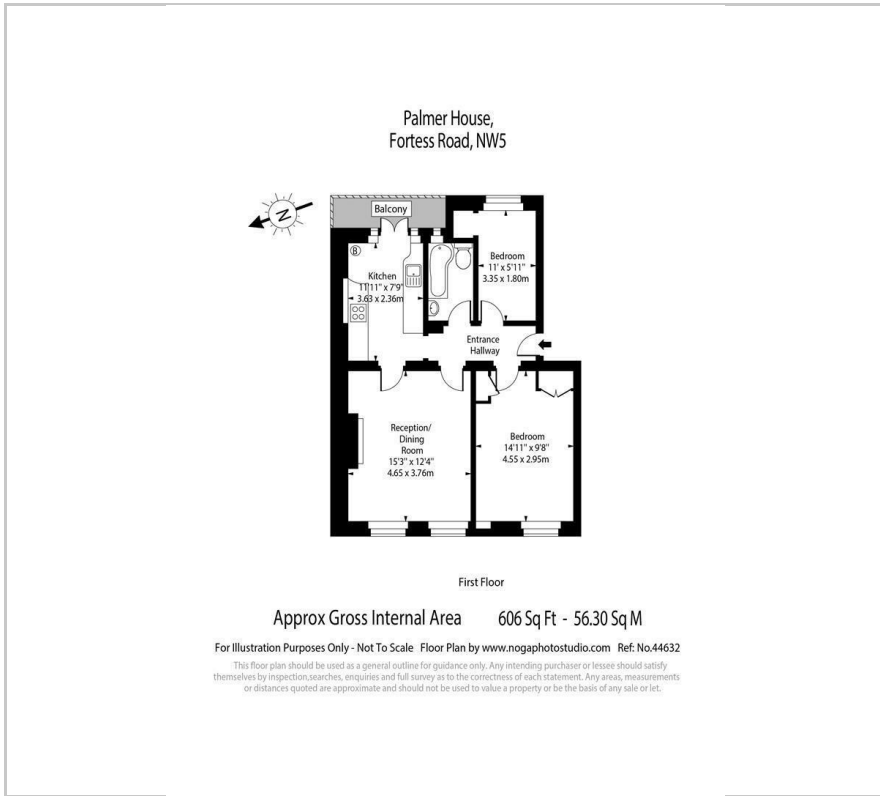 Palmer House,
Fortess Road, NW5
N
Balcony
B
Kitchen
11'11" x 7'9"
3.63 x 2.36m
Bedroom
11' x 5'11"
3.35 x 1.80m
Entrance
Hallway
Reception/
Dining
Room
15'3" x 12'4"
4.65 x 3.76m
Bedroom
14'11" x 9'8"
4.55 x 2.95m
First Floor
Approx Gross Internal Area 606 Sq Ft - 56.30 Sq M
For Illustration Purposes Only - Not To Scale Floor Plan by www.nogaphotostudio.com Ref: No.44632
This floor plan should be used as a general outline for guidance only. Any intending purchaser or lessee should satisfy
themselves by inspection,searches, enquiries and full survey as to the correctness of each statement. Any areas, measurements
or distances quoted are approximate and should not be used to value a property or be the basis of any sale or let.